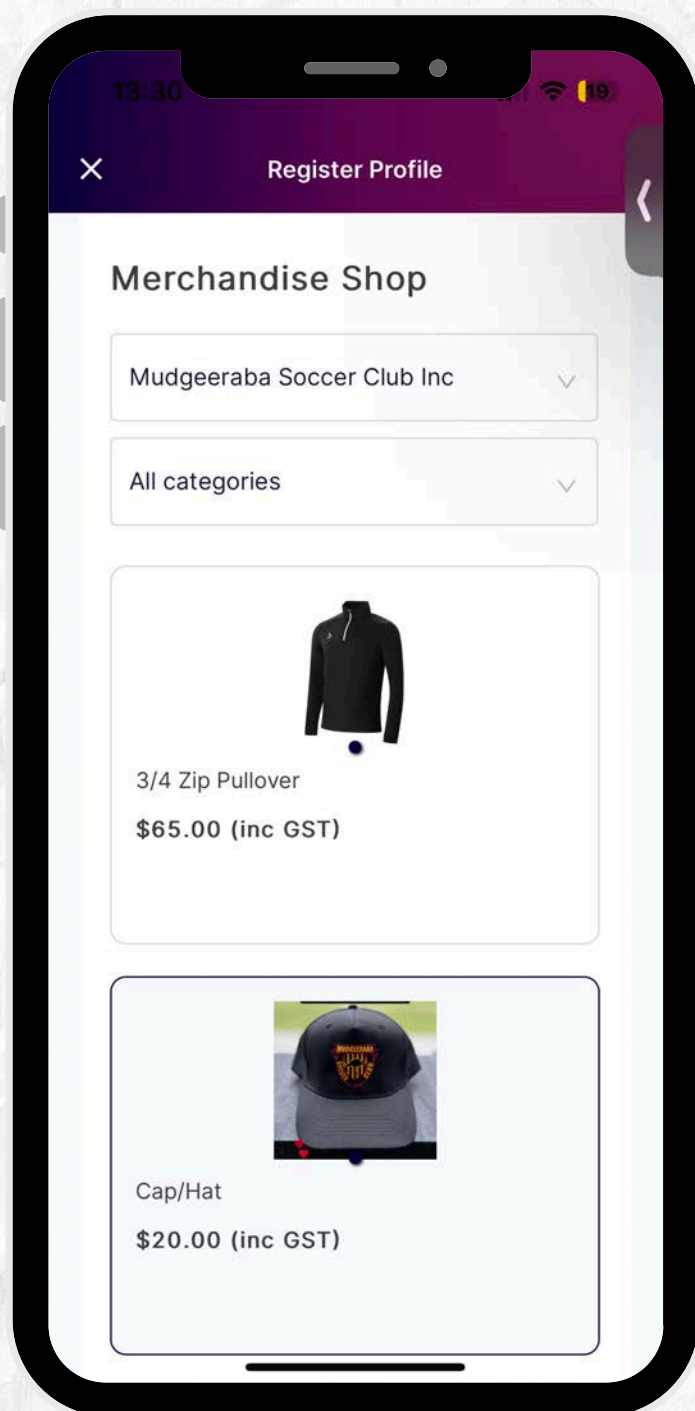 13:30
19
Register Profile
Merchandise Shop
Mudgeeraba Soccer Club Inc
All categories
3/4 Zip Pullover
$65.00 (inc GST)
MUDGEERABA
Cap/Hat
$20.00 (inc GST)